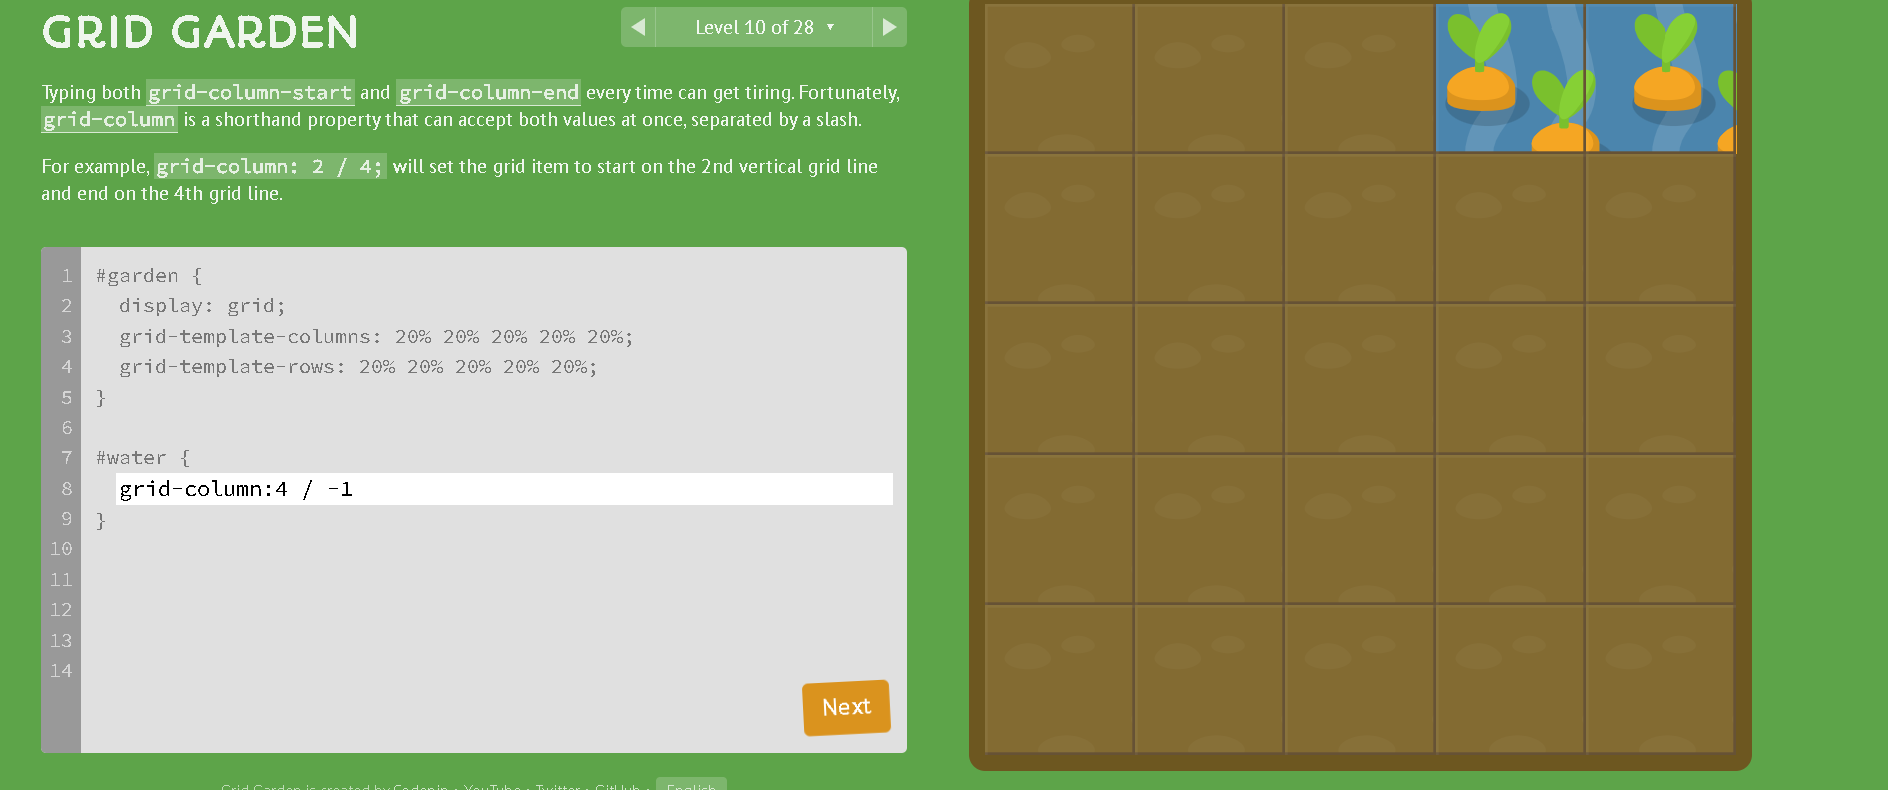 GRID GARDEN
Level 10 of 28 ▼
Typing both grid-column-start and grid-column-end every time can get tiring. Fortunately,
grid-column is a shorthand property that can accept both values at once, separated by a slash.
For example, grid-column: 2 / 4; will set the grid item to start on the 2nd vertical grid line
and end on the 4th grid line.
1 #garden {
2 display: grid;
3 grid-template-columns: 20% 20% 20% 20% 20%;
4 grid-template-rows: 20% 20% 20% 20% 20%;
5 }
6
7 #water {
8 grid-column:4 / -1
9 }
10
11
12
13
14
Next
Grid Garden is created by Codepip • YouTube • Twitter • GitHub • English